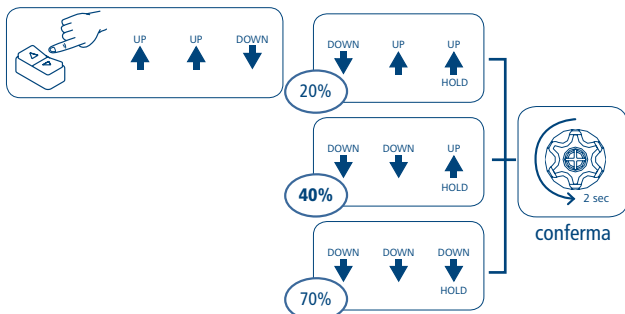 UP UP DOWN
DOWN UP UP
HOLD
20%
DOWN DOWN UP
HOLD
40%
DOWN DOWN DOWN
HOLD
70%
2 sec
conferma